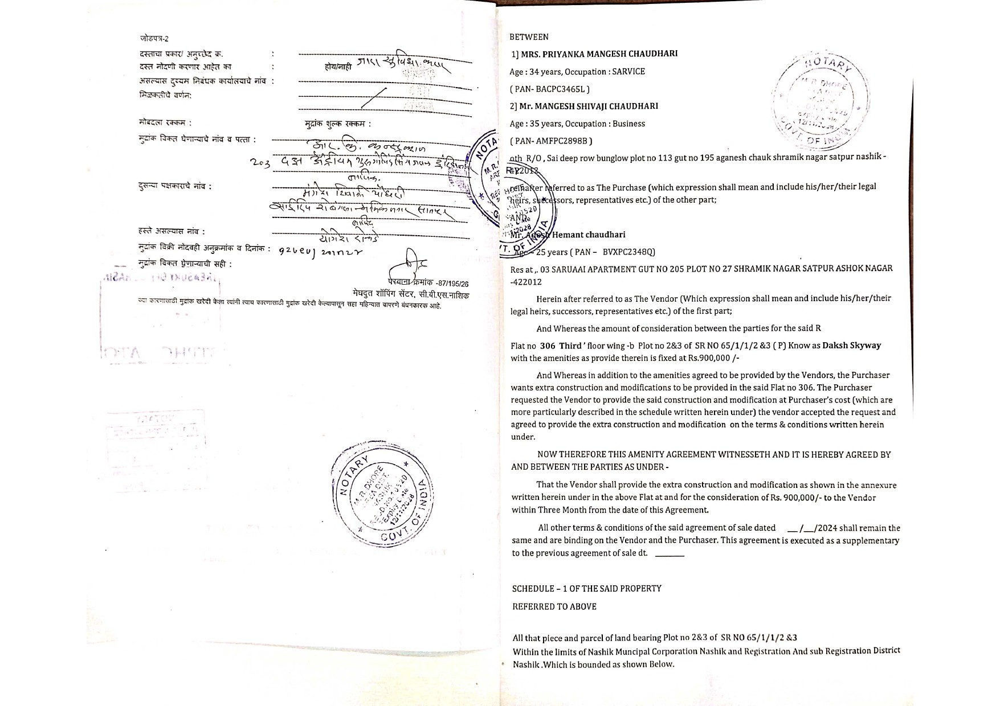 जोडपत्र-2
दस्ताचा प्रकार/ अनुच्छेद क्र. :
दस्त नोंदणी करणार आहेत का : होय/नाही
असल्यास दुय्यम निबंधक कार्यालयाचे नांव :
मिळकतीचे वर्णन:
मोबदला रक्कम : मुद्रांक शुल्क रक्कम :
मुद्रांक विकत घेणाऱ्याचे नांव व पत्ता :
203
नाशिक.
दुसऱ्या पक्षकाराचे नांव :
मंगेश शिवाजी चौधरी
नाशिक
हस्ते असल्यास नांव :
योगेश
मुद्रांक विक्री नोंदवही अनुक्रमांक व दिनांक :
मुद्रांक विकत घेणाऱ्याची सही :
परवाना क्रमांक -87/195/26
मेघदुत शॉपिंग सेंटर, सी.बी.एस.नाशिक
ज्या कारणासाठी मुद्रांक खरेदी केला त्यांनी त्याच कारणासाठी मुद्रांक खरेदी केल्यापासून सहा महिन्यात वापरणे बंधनकारक आहे.
NOTARY
M. R. DHORE
NASHIK
Expiry Date
GOVT. OF INDIA
BETWEEN
1] MRS. PRIYANKA MANGESH CHAUDHARI
Age : 34 years, Occupation : SARVICE
( PAN- BACPC3465L )
2] Mr. MANGESH SHIVAJI CHAUDHARI
Age : 35 years, Occupation : Business
( PAN- AMFPC2898B )
NOTARY
M R DHORE
GOVT. OF INDIA
oth R/O , Sai deep row bunglow plot no 113 gut no 195 aganesh chauk shramik nagar satpur nashik -
hereinafter referred to as The Purchase (which expression shall mean and include his/her/their legal
heirs, successors, representatives etc.) of the other part;
AND
Mr. Adesh Hemant chaudhari
Age – 25 years ( PAN – BVXPC2348Q)
Res at ,. 03 SARUAAI APARTMENT GUT NO 205 PLOT NO 27 SHRAMIK NAGAR SATPUR ASHOK NAGAR
-422012
Herein after referred to as The Vendor (Which expression shall mean and include his/her/their
legal heirs, successors, representatives etc.) of the first part;
And Whereas the amount of consideration between the parties for the said R
Flat no 306 Third ' floor wing -b Plot no 2&3 of SR NO 65/1/1/2 &3 ( P) Know as Daksh Skyway
with the amenities as provide therein is fixed at Rs.900,000 /-
And Whereas in addition to the amenities agreed to be provided by the Vendors, the Purchaser
wants extra construction and modifications to be provided in the said Flat no 306. The Purchaser
requested the Vendor to provide the said construction and modification at Purchaser's cost (which are
more particularly described in the schedule written herein under) the vendor accepted the request and
agreed to provide the extra construction and modification on the terms & conditions written herein
under.
NOW THEREFORE THIS AMENITY AGREEMENT WITNESSETH AND IT IS HEREBY AGREED BY
AND BETWEEN THE PARTIES AS UNDER -
That the Vendor shall provide the extra construction and modification as shown in the annexure
written herein under in the above Flat at and for the consideration of Rs. 900,000/- to the Vendor
within Three Month from the date of this Agreement.
All other terms & conditions of the said agreement of sale dated __/__/2024 shall remain the
same and are binding on the Vendor and the Purchaser. This agreement is executed as a supplementary
to the previous agreement of sale dt. ______
SCHEDULE – 1 OF THE SAID PROPERTY
REFERRED TO ABOVE
All that piece and parcel of land bearing Plot no 2&3 of SR NO 65/1/1/2 &3
Within the limits of Nashik Muncipal Corporation Nashik and Registration And sub Registration District
Nashik .Which is bounded as shown Below.